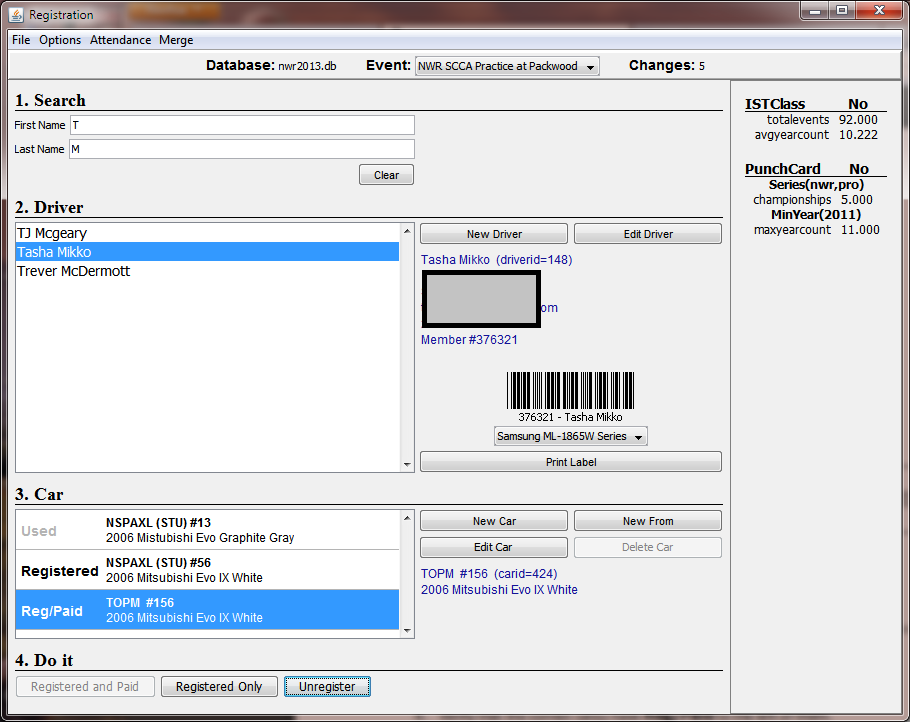 Registration
File Options Attendance Merge
Database: nwr2013.db Event: NWR SCCA Practice at Packwood Changes: 5
1. Search
First Name T
Last Name M
Clear
2. Driver
TJ Mcgeary
Tasha Mikko
Trever McDermott
New Driver Edit Driver
Tasha Mikko (driverid=148)
om
Member #376321
376321 - Tasha Mikko
Samsung ML-1865W Series
Print Label
3. Car
Used NSPAXL (STU) #13
2006 Mistubishi Evo Graphite Gray
Registered NSPAXL (STU) #56
2006 Mitsubishi Evo IX White
Reg/Paid TOPM #156
2006 Mitsubishi Evo IX White
New Car New From
Edit Car Delete Car
TOPM #156 (carid=424)
2006 Mitsubishi Evo IX White
4. Do it
Registered and Paid Registered Only Unregister
ISTClass No
totalevents 92.000
avgyearcount 10.222
PunchCard No
Series(nwr,pro)
championships 5.000
MinYear(2011)
maxyearcount 11.000